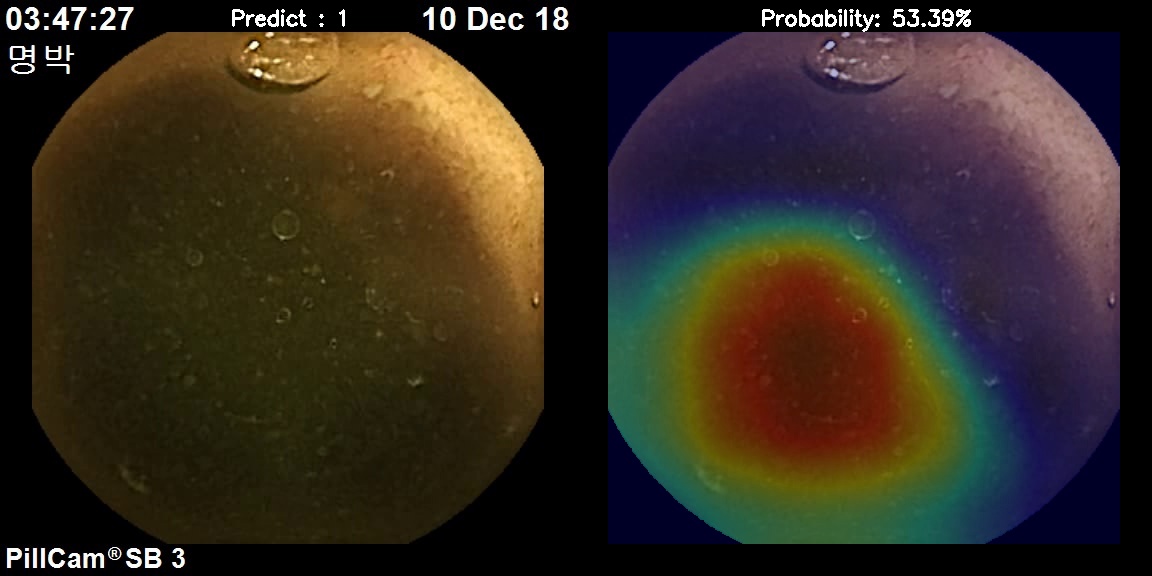 03:47:27
Predict : 1
10 Dec 18
Probability: 53.39%
명박
PillCam® SB 3